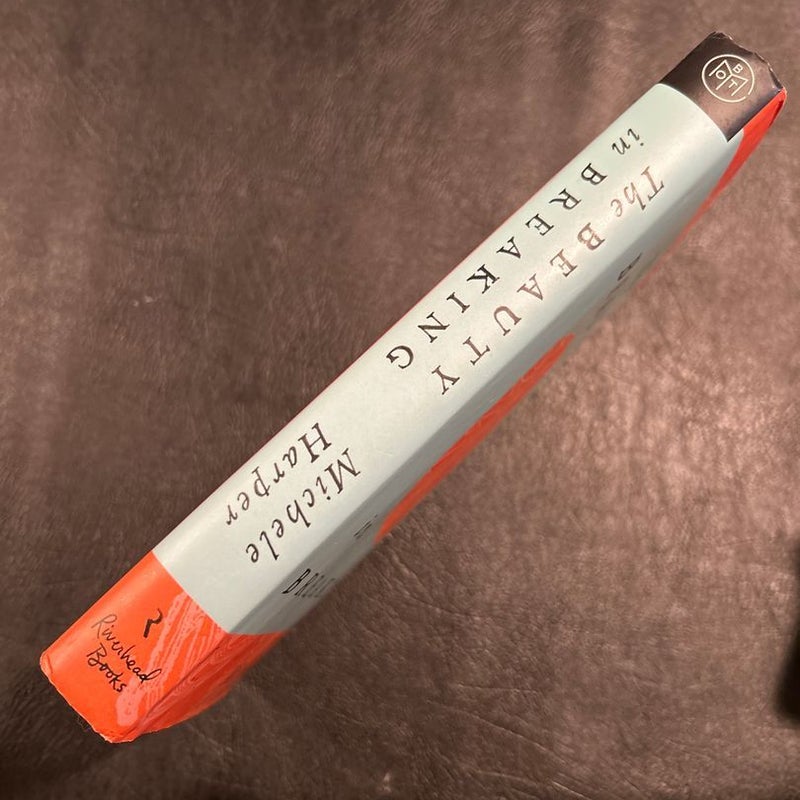 The BEAUTY
in BREAKING
Michele
Harper
Riverhead
Books
B
O F